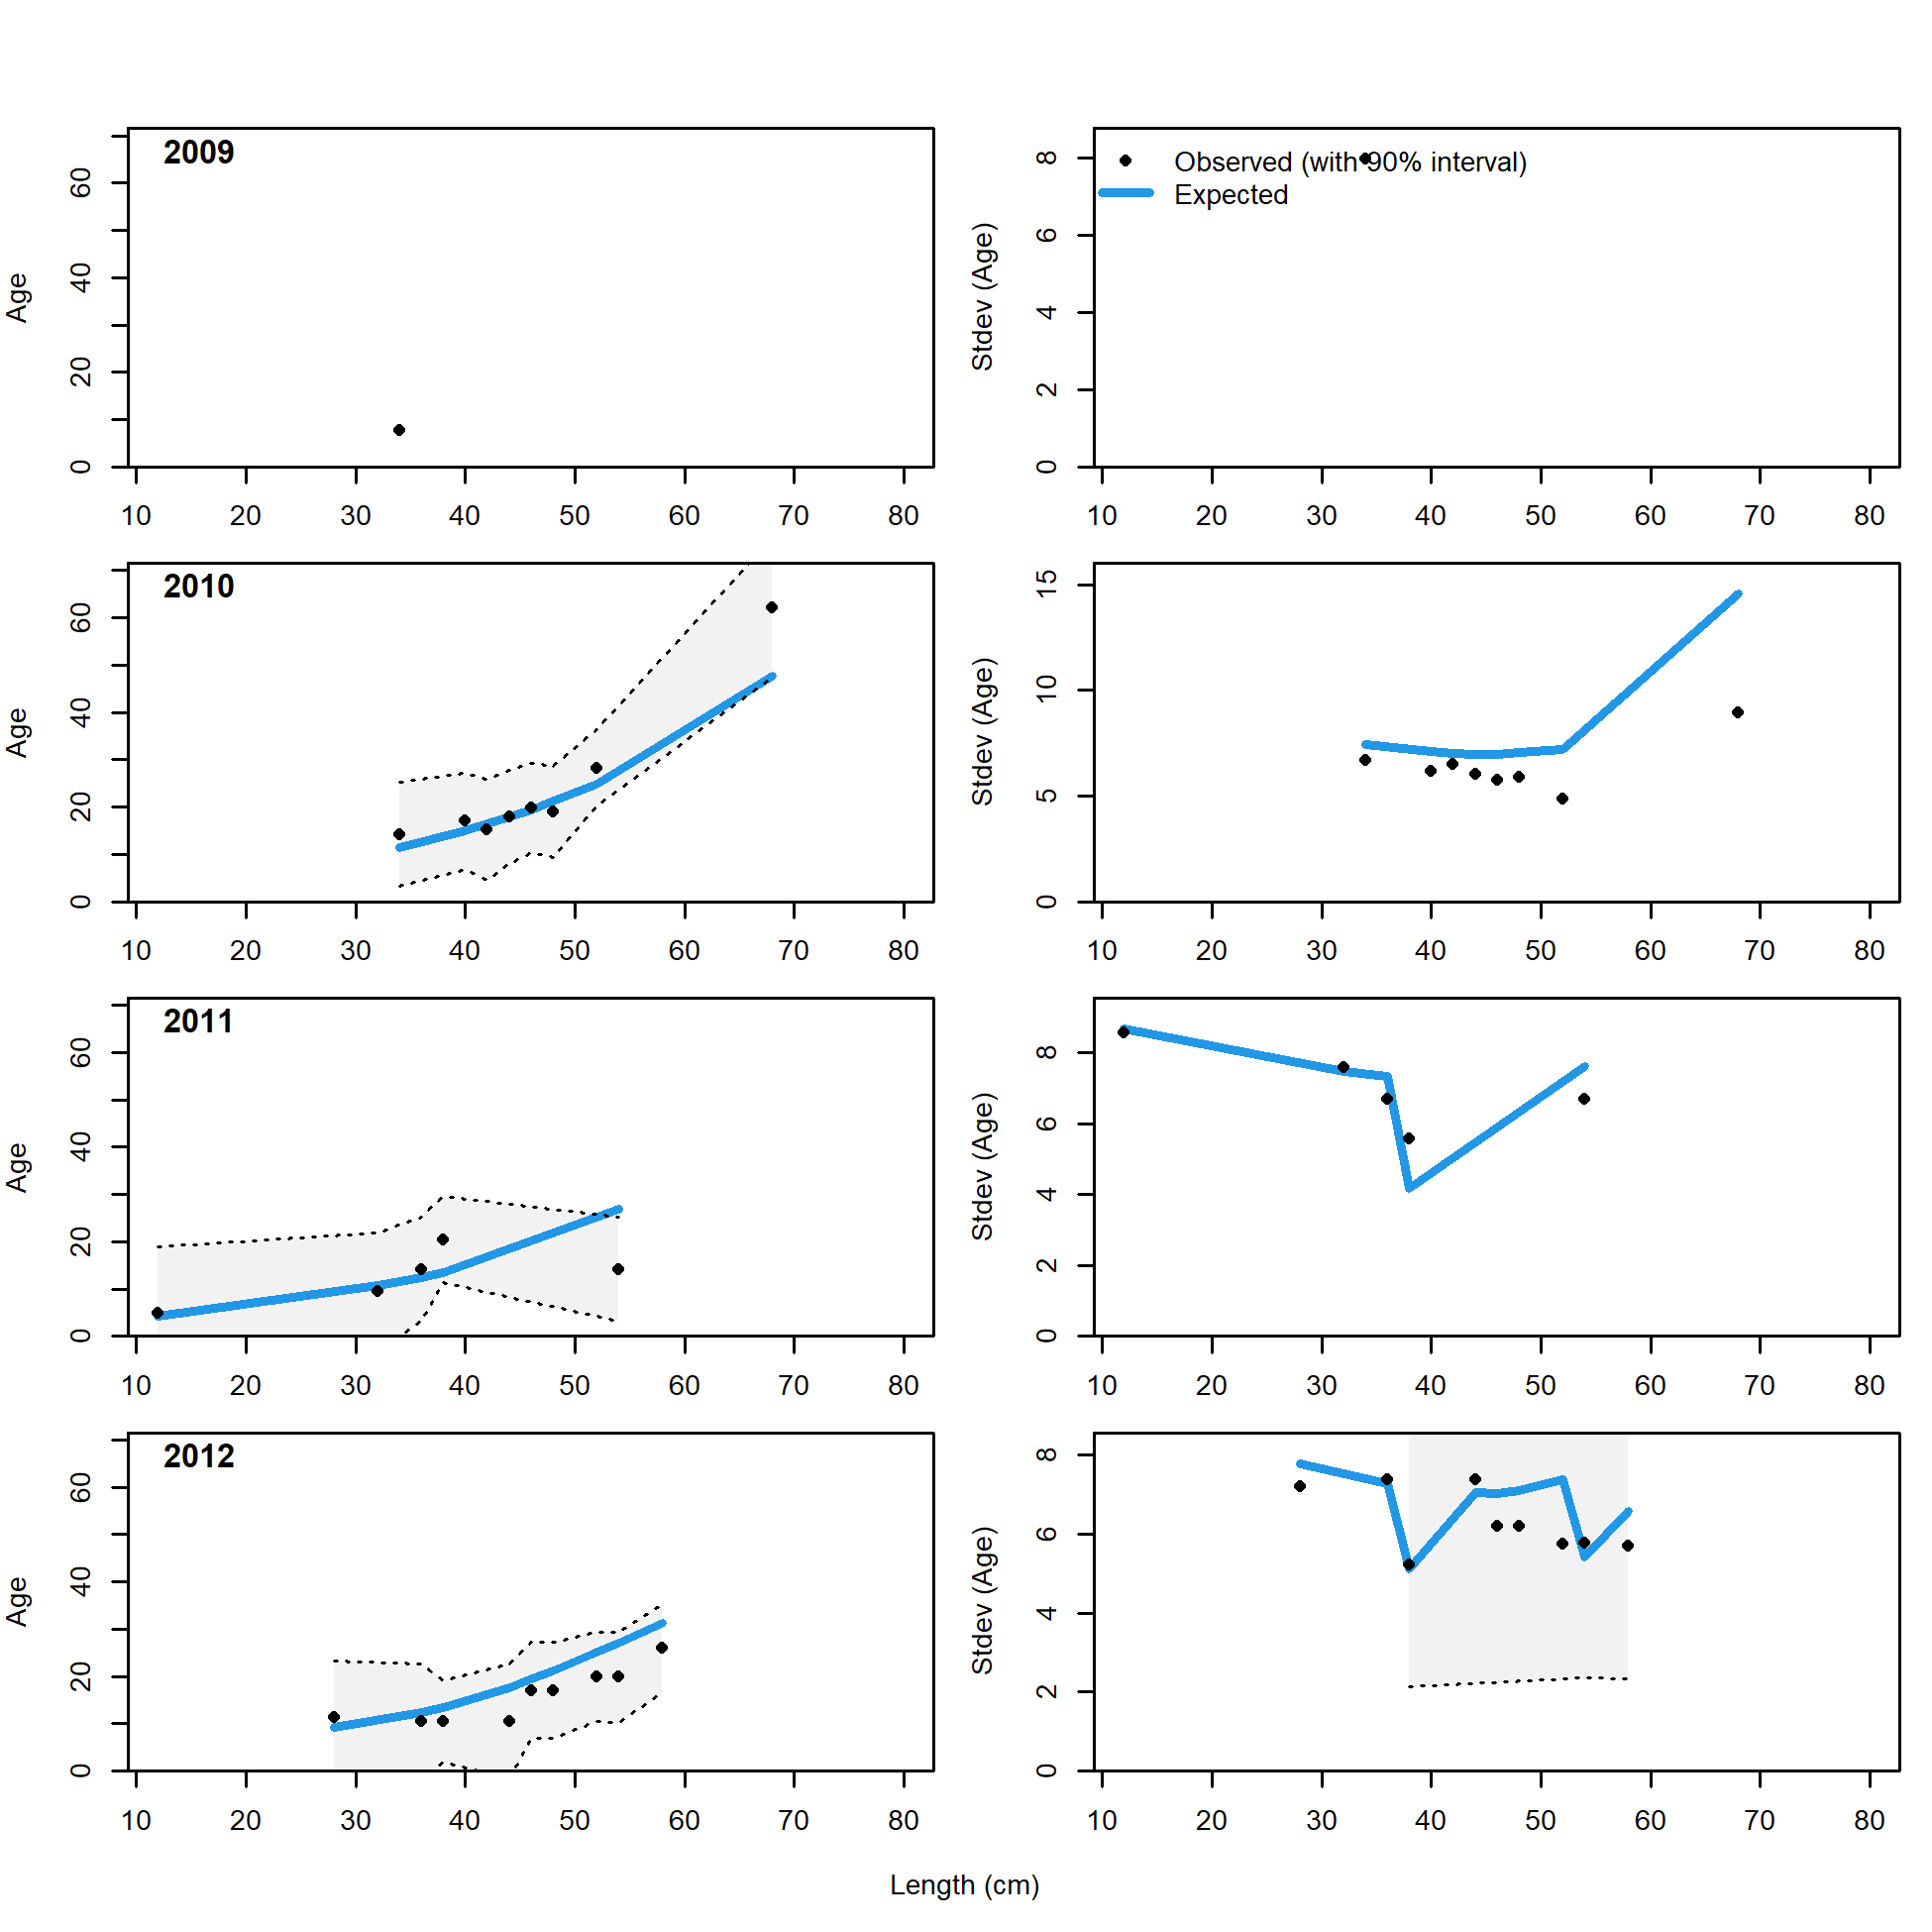 2009
Age
0 20 40 60
10 20 30 40 50 60 70 80
Observed (with 90% interval)
Expected
Stdev (Age)
0 2 4 6 8
10 20 30 40 50 60 70 80
2010
Age
0 20 40 60
10 20 30 40 50 60 70 80
Stdev (Age)
0 5 10 15
10 20 30 40 50 60 70 80
2011
Age
0 20 40 60
10 20 30 40 50 60 70 80
Stdev (Age)
0 2 4 6 8
10 20 30 40 50 60 70 80
2012
Age
0 20 40 60
10 20 30 40 50 60 70 80
Stdev (Age)
0 2 4 6 8
10 20 30 40 50 60 70 80
Length (cm)